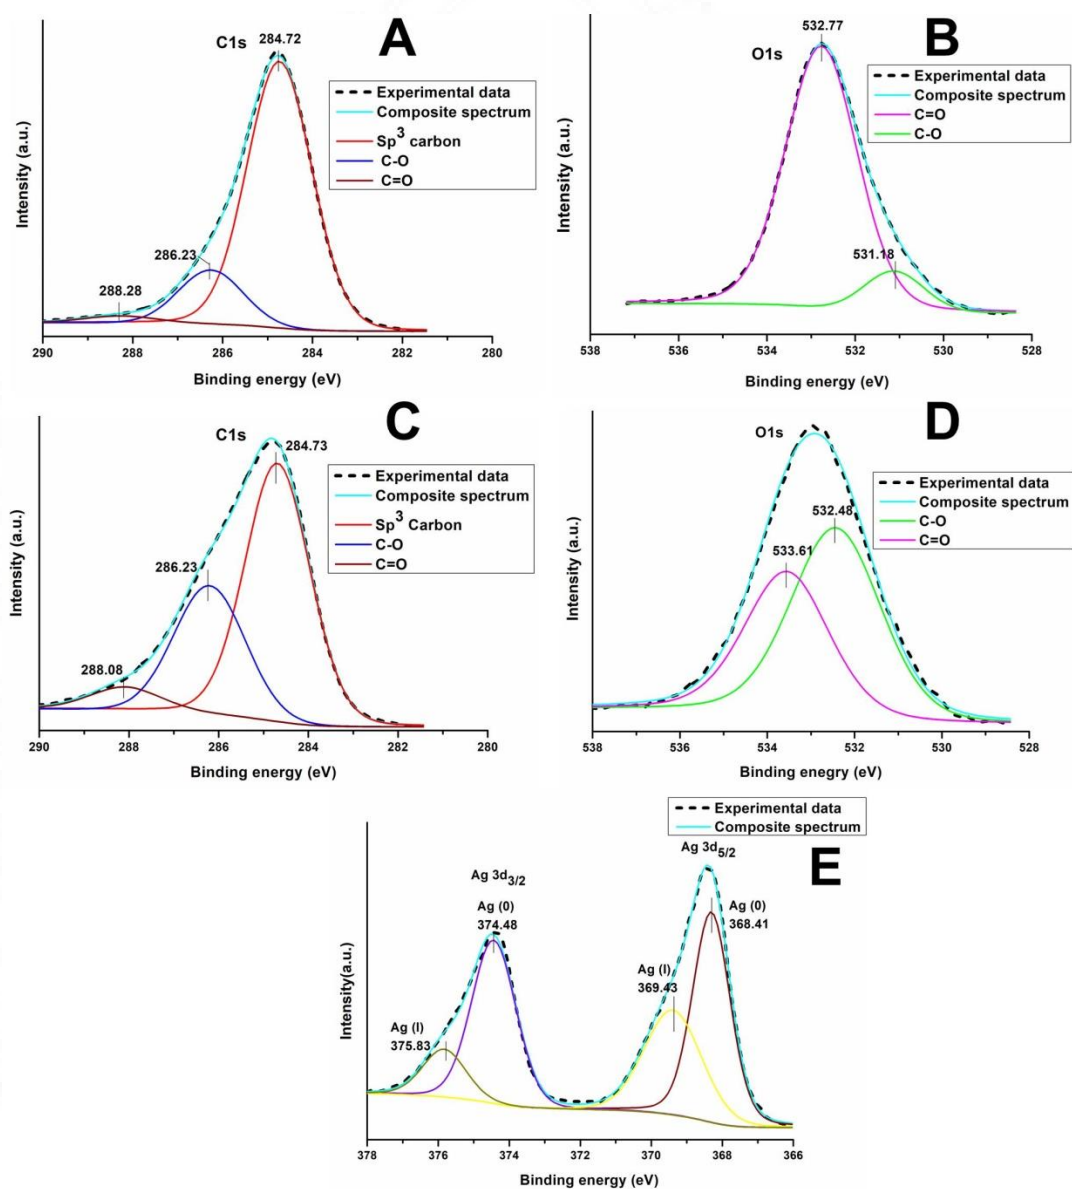 A
C1s
284.72
Experimental data
Composite spectrum
Sp³ carbon
C-O
C=O
286.23
288.28
Intensity (a.u.)
290 288 286 284 282 280
Binding energy (eV)
B
O1s
532.77
Experimental data
Composite spectrum
C=O
C-O
531.18
Intensity (a.u.)
538 536 534 532 530 528
Binding energy (eV)
C
C1s
284.73
Experimental data
Composite spectrum
Sp³ Carbon
C-O
C=O
286.23
288.08
Intensity (a.u.)
290 288 286 284 282 280
Binding energy (eV)
D
O1s
Experimental data
Composite spectrum
C-O
C=O
532.48
533.61
Intensity (a.u.)
538 536 534 532 530 528
Binding enegry (eV)
Experimental data
Composite spectrum
E
Ag 3d₅/₂
Ag 3d₃/₂
Ag (0)
374.48
Ag (0)
368.41
Ag (I)
369.43
Ag (I)
375.83
Intensity(a.u.)
378 376 374 372 370 368 366
Binding energy (eV)